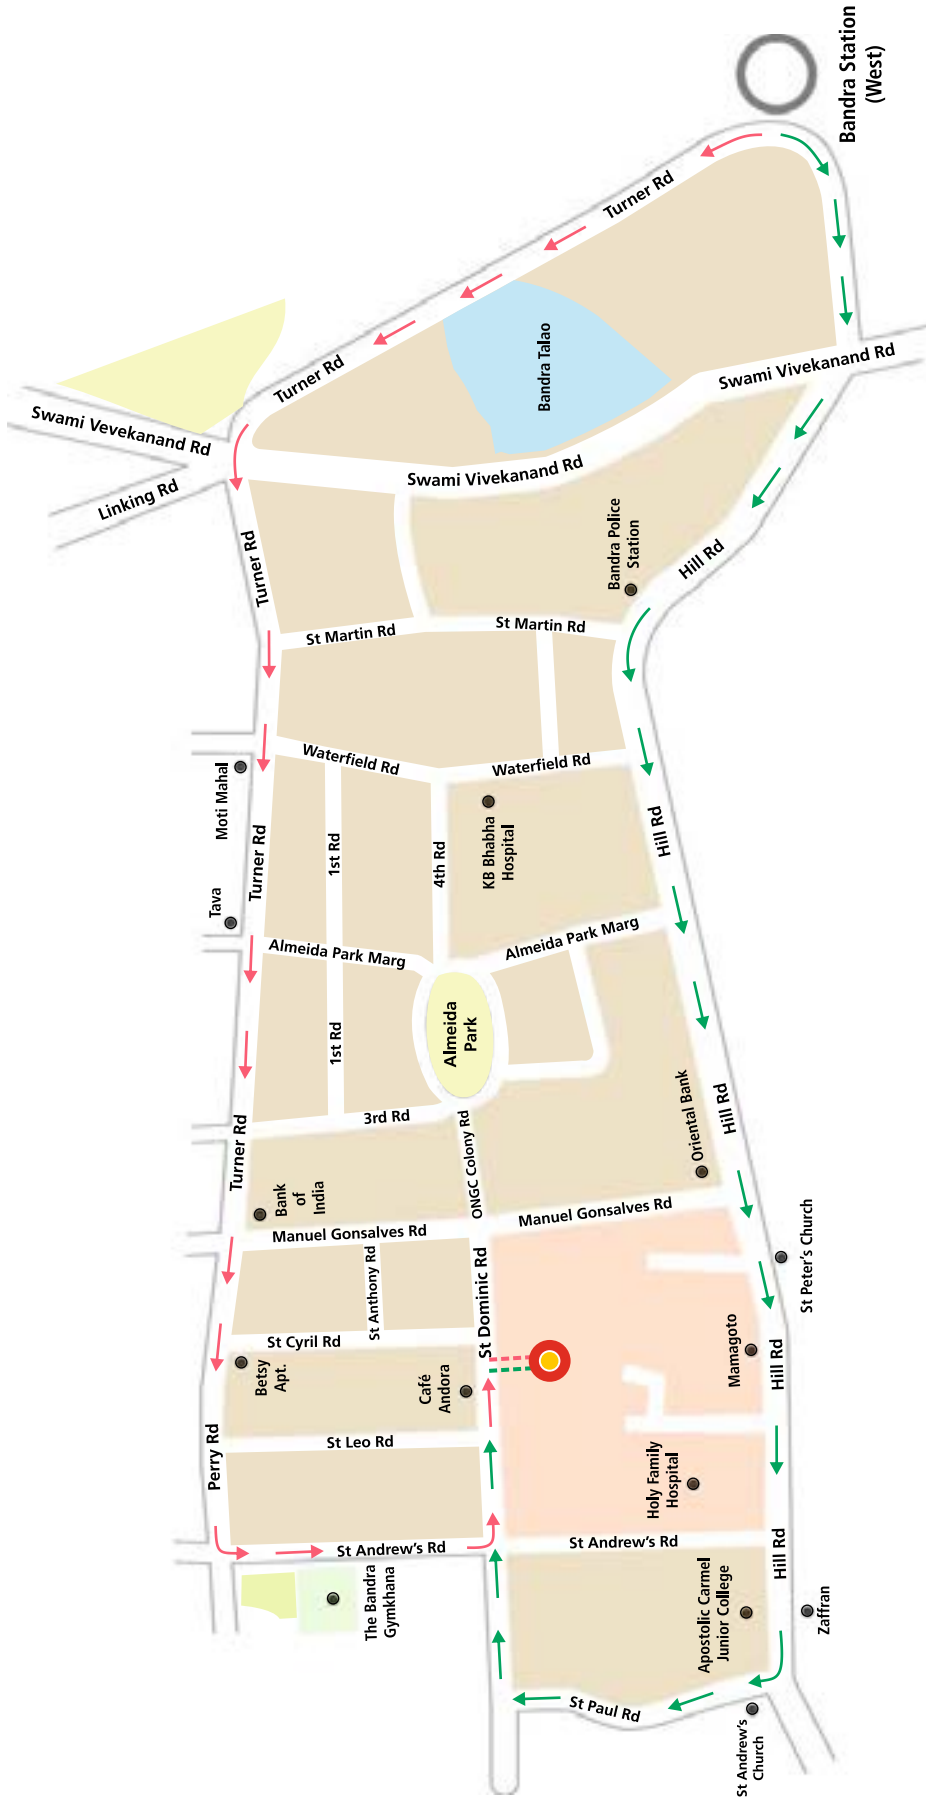 Bandra Station
(West)
Turner Rd
Turner Rd
Bandra Talao
Swami Vivekanand Rd
Swami Vevekanand Rd
Linking Rd
Swami Vivekanand Rd
Turner Rd
Bandra Police
Station
Hill Rd
St Martin Rd
St Martin Rd
Waterfield Rd
Waterfield Rd
Moti Mahal
Turner Rd
1st Rd
4th Rd
KB Bhabha
Hospital
Hill Rd
Tava
Almeida Park Marg
Almeida Park Marg
1st Rd
Almeida
Park
3rd Rd
Turner Rd
ONGC Colony Rd
Oriental Bank
Hill Rd
Bank
of
India
Manuel Gonsalves Rd
Manuel Gonsalves Rd
St Peter's Church
St Anthony Rd
St Dominic Rd
St Cyril Rd
Betsy
Apt.
Café
Andora
Mamagoto
Hill Rd
Perry Rd
St Leo Rd
Holy Family
Hospital
St Andrew's Rd
St Andrew's Rd
Hill Rd
The Bandra
Gymkhana
Apostolic Carmel
Junior College
Zaffran
St Paul Rd
St Andrew's
Church